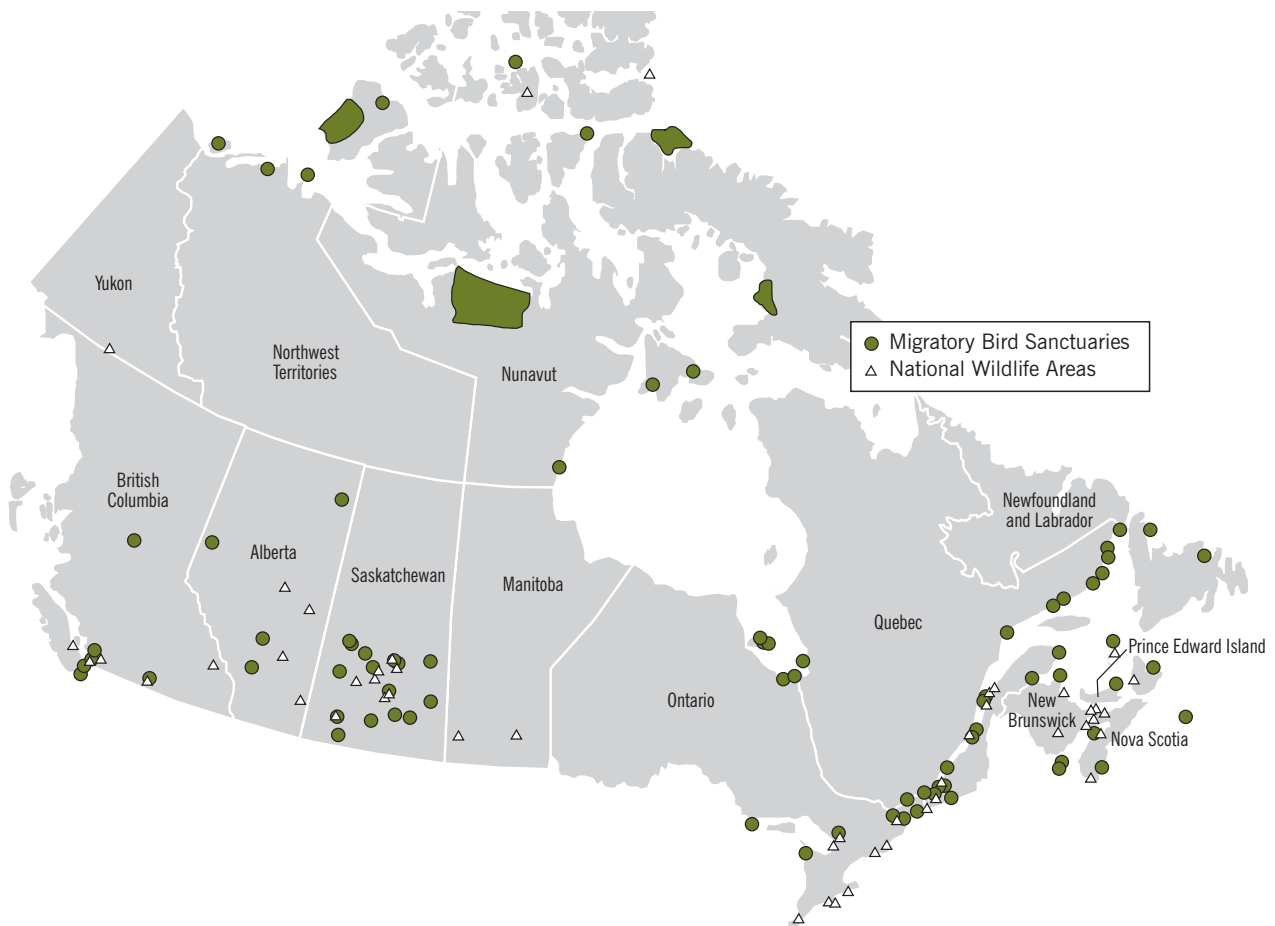 Yukon
Northwest
Territories
Nunavut
Migratory Bird Sanctuaries
National Wildlife Areas
British
Columbia
Alberta
Saskatchewan
Manitoba
Ontario
Quebec
Newfoundland
and Labrador
Prince Edward Island
New
Brunswick
Nova Scotia